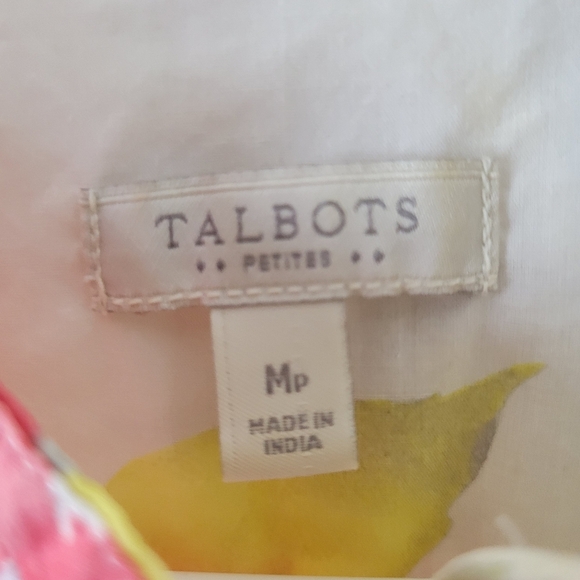 TALBOTS
♦♦ PETITES ♦♦
MP
MADE IN
INDIA